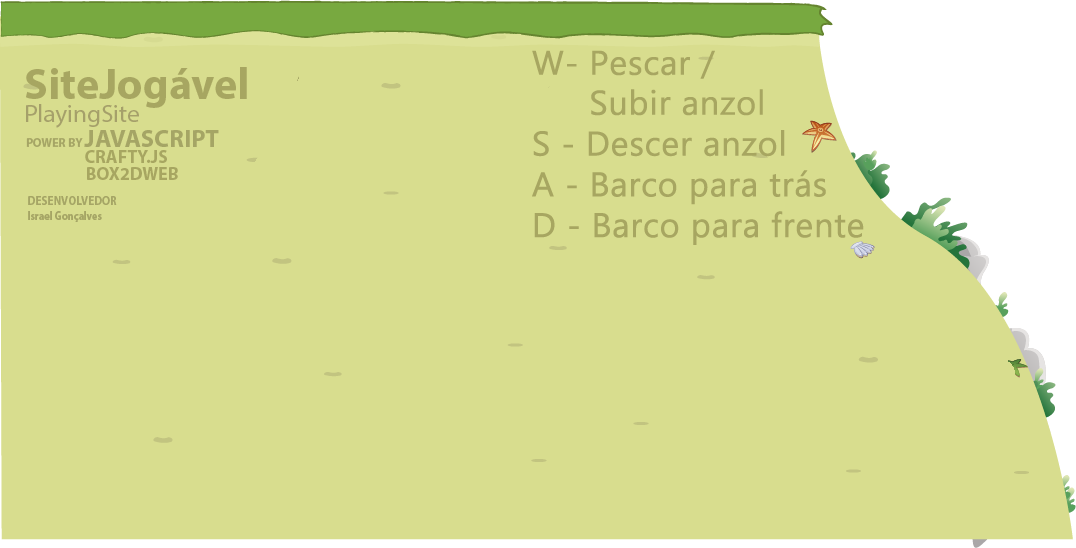 SiteJogável
PlayingSite
POWER BY JAVASCRIPT
CRAFTY.JS
BOX2DWEB
DESENVOLVEDOR
Israel Gonçalves
W- Pescar /
Subir anzol
S - Descer anzol
A - Barco para trás
D - Barco para frente